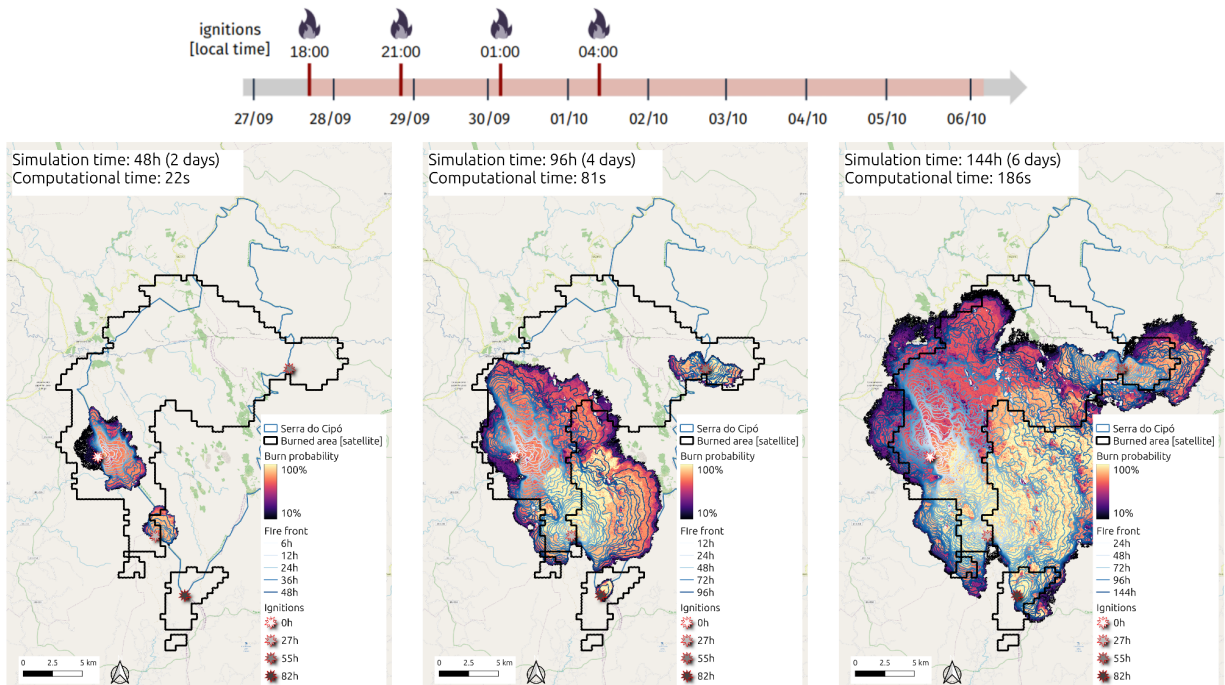 ignitions
[local time]
18:00
21:00
01:00
04:00
27/09
28/09
29/09
30/09
01/10
02/10
03/10
04/10
05/10
06/10
Simulation time: 48h (2 days)
Computational time: 22s
Serra do Cipó
Burned area [satellite]
Burn probability
100%
10%
Fire front
6h
12h
24h
36h
48h
Ignitions
0h
27h
55h
82h
0 2.5 5 km
Simulation time: 96h (4 days)
Computational time: 81s
Serra do Cipó
Burned area [satellite]
Burn probability
100%
10%
Fire front
12h
24h
48h
72h
96h
Ignitions
0h
27h
55h
82h
0 2.5 5 km
Simulation time: 144h (6 days)
Computational time: 186s
Serra do Cipó
Burned area [satellite]
Burn probability
100%
10%
Fire front
24h
48h
72h
96h
144h
Ignitions
0h
27h
55h
82h
0 2.5 5 km